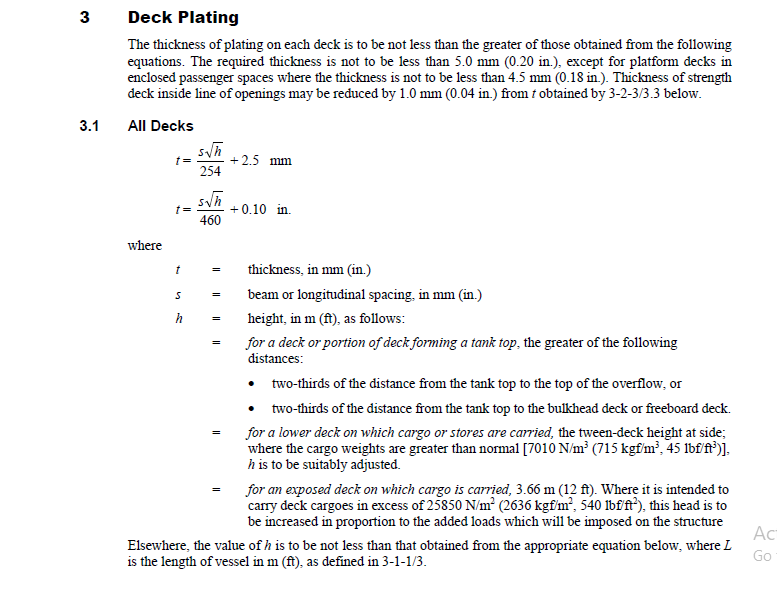 3 Deck Plating
The thickness of plating on each deck is to be not less than the greater of those obtained from the following
equations. The required thickness is not to be less than 5.0 mm (0.20 in.), except for platform decks in
enclosed passenger spaces where the thickness is not to be less than 4.5 mm (0.18 in.). Thickness of strength
deck inside line of openings may be reduced by 1.0 mm (0.04 in.) from t obtained by 3-2-3/3.3 below.
3.1 All Decks
t = s√h / 254 + 2.5 mm
t = s√h / 460 + 0.10 in.
where
t = thickness, in mm (in.)
s = beam or longitudinal spacing, in mm (in.)
h = height, in m (ft), as follows:
= for a deck or portion of deck forming a tank top, the greater of the following
distances:
• two-thirds of the distance from the tank top to the top of the overflow, or
• two-thirds of the distance from the tank top to the bulkhead deck or freeboard deck.
= for a lower deck on which cargo or stores are carried, the tween-deck height at side;
where the cargo weights are greater than normal [7010 N/m³ (715 kgf/m³, 45 lbf/ft³)],
h is to be suitably adjusted.
= for an exposed deck on which cargo is carried, 3.66 m (12 ft). Where it is intended to
carry deck cargoes in excess of 25850 N/m² (2636 kgf/m², 540 lbf/ft²), this head is to
be increased in proportion to the added loads which will be imposed on the structure
Elsewhere, the value of h is to be not less than that obtained from the appropriate equation below, where L
is the length of vessel in m (ft), as defined in 3-1-1/3.
Ac
Go